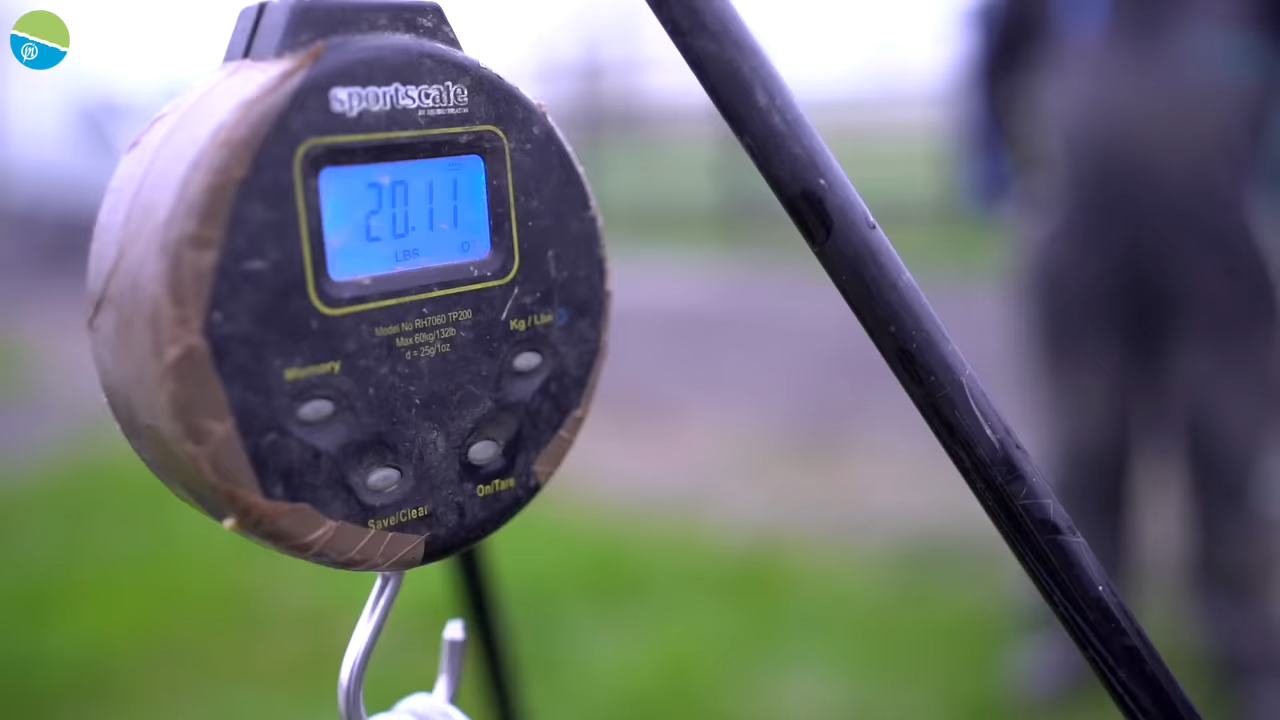 sportscale
20.11
LBS O
Model No RH7060 TP200
Max 60kg/132lb
d = 25g/1oz
Kg / Lbs
Memory
On/Tare
Save/Clear